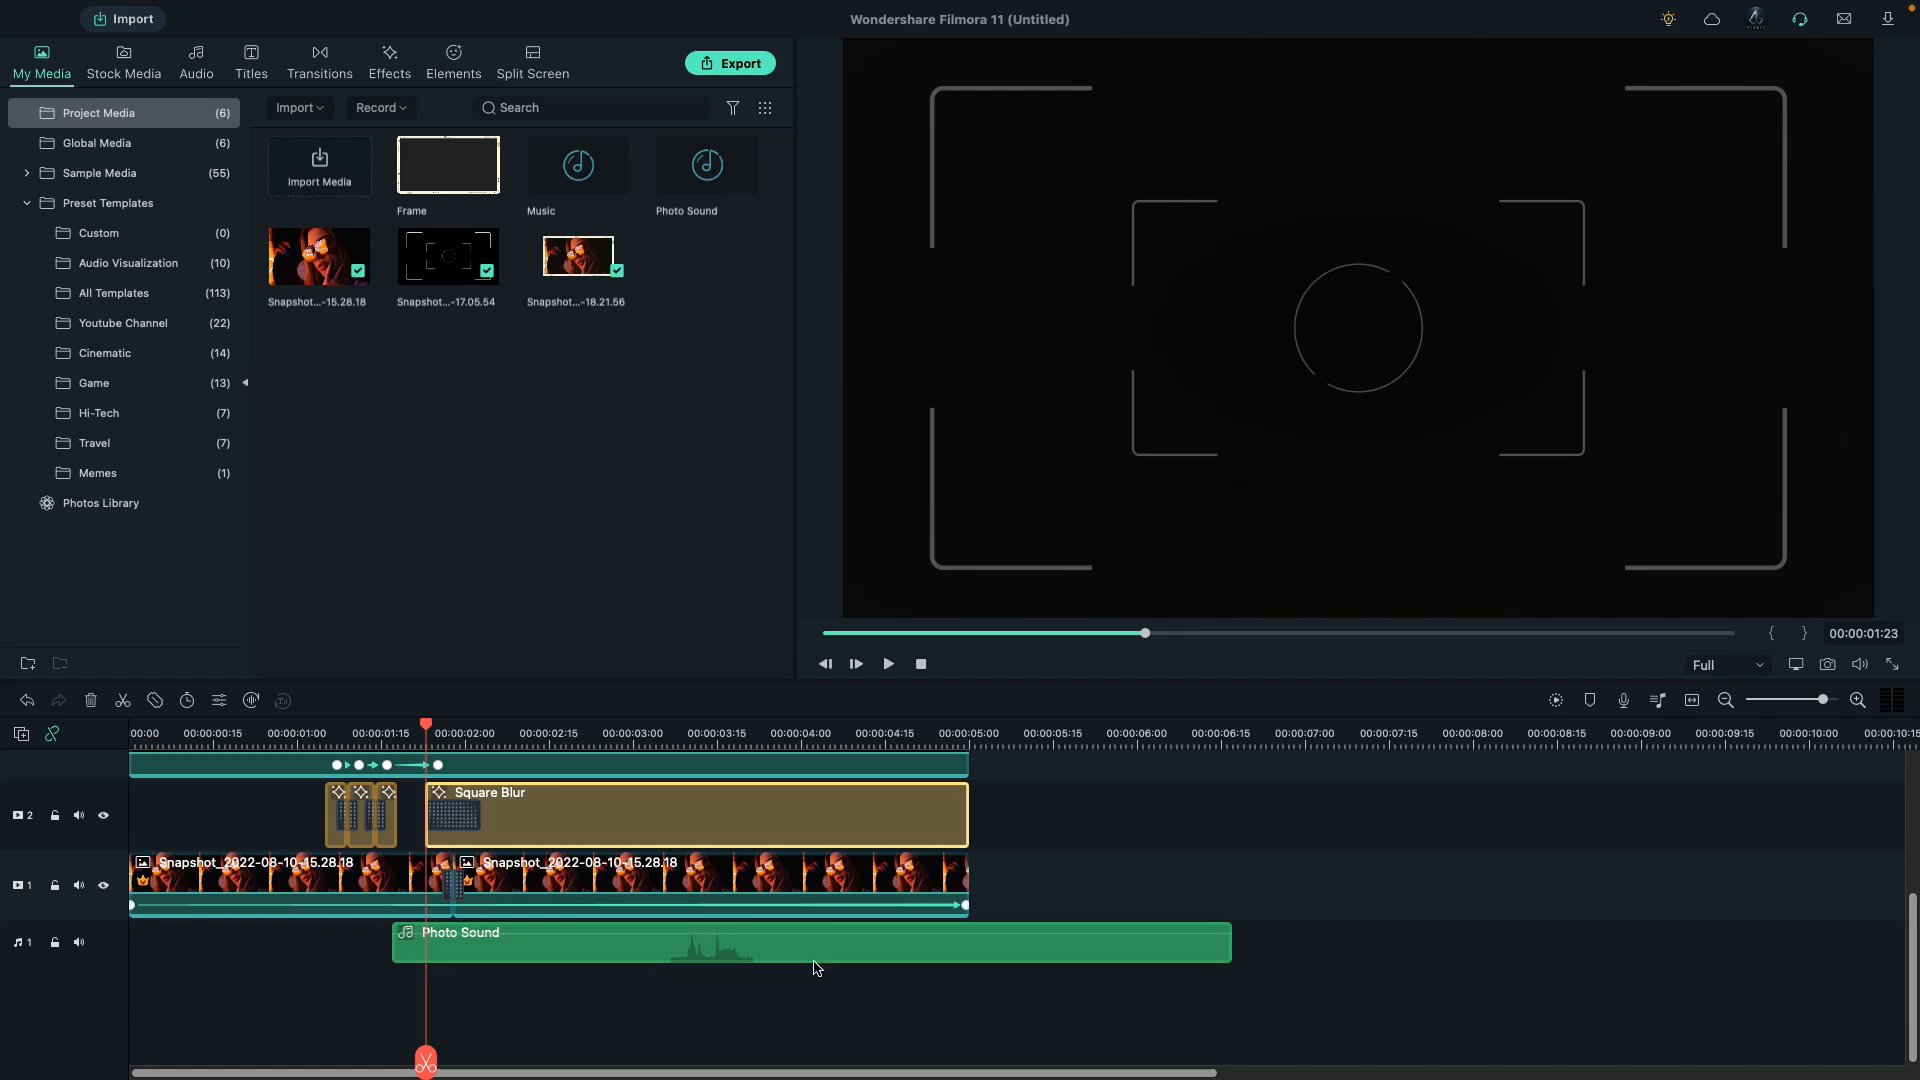 Import
Wondershare Filmora 11 (Untitled)
My Media
Stock Media
Audio
Titles
Transitions
Effects
Elements
Split Screen
Export
Project Media (6)
Global Media (6)
Sample Media (55)
Preset Templates
Custom (0)
Audio Visualization (10)
All Templates (113)
Youtube Channel (22)
Cinematic (14)
Game (13)
Hi-Tech (7)
Travel (7)
Memes (1)
Photos Library
Import
Record
Search
Import Media
Frame
Music
Photo Sound
Snapshot...-15.28.18
Snapshot...-17.05.54
Snapshot...-18.21.56
{ } 00:00:01:23
Full
:00:00 00:00:00:15 00:00:01:00 00:00:01:15 00:00:02:00 00:00:02:15 00:00:03:00 00:00:03:15 00:00:04:00 00:00:04:15 00:00:05:00 00:00:05:15 00:00:06:00 00:00:06:15 00:00:07:00 00:00:07:15 00:00:08:00 00:00:08:15 00:00:09:00 00:00:09:15 00:00:10:00 00:00:10:15
2
Square Blur
1
Snapshot_2022-08-10-15.28.18
Snapshot_2022-08-10-15.28.18
1
Photo Sound